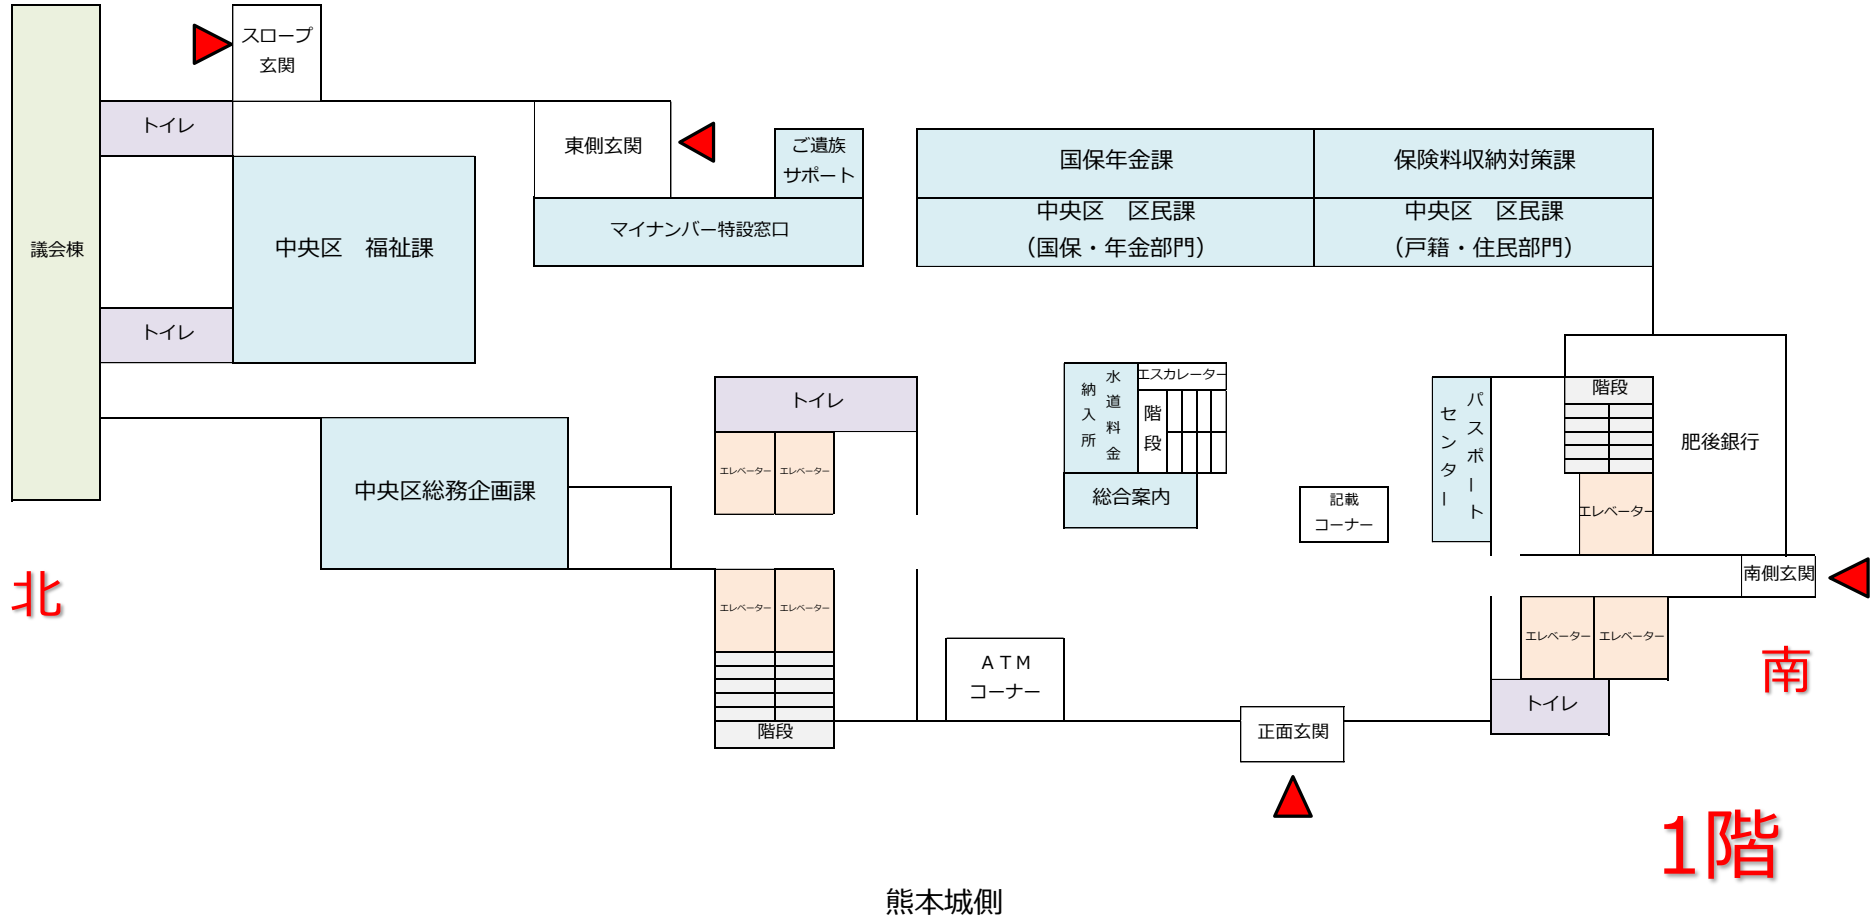 スロープ
玄関
トイレ
東側玄関
ご遺族
サポート
国保年金課
保険料収納対策課
議会棟
中央区　福祉課
マイナンバー特設窓口
中央区　区民課
（国保・年金部門）
中央区　区民課
（戸籍・住民部門）
トイレ
トイレ
水道料金
納入所
エスカレーター
階段
パスポート
センター
階段
肥後銀行
中央区総務企画課
エレベーター
エレベーター
総合案内
記載
コーナー
エレベーター
北
エレベーター
エレベーター
南側玄関
ＡＴＭ
コーナー
エレベーター
エレベーター
南
階段
正面玄関
トイレ
1階
熊本城側